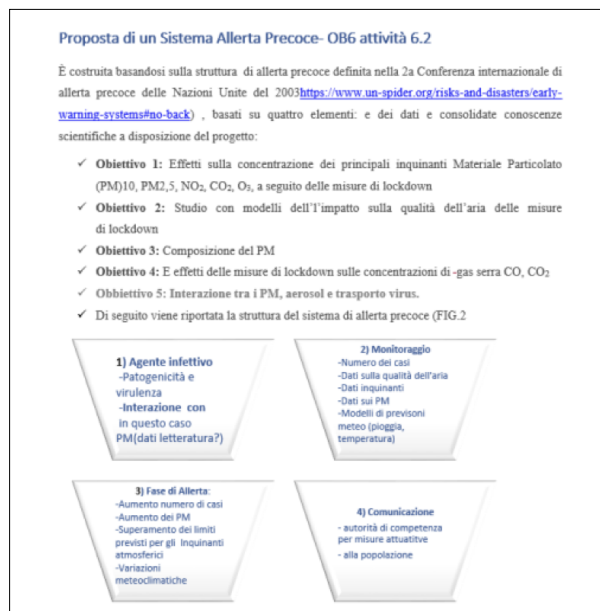 Proposta di un Sistema Allerta Precoce- OB6 attività 6.2
È costruita basandosi sulla struttura di allerta precoce definita nella 2a Conferenza internazionale di
allerta precoce delle Nazioni Unite del 2003https://www.un-spider.org/risks-and-disasters/early-
warning-systems#no-back) , basati su quattro elementi: e dei dati e consolidate conoscenze
scientifiche a disposizione del progetto:
✓ Obiettivo 1: Effetti sulla concentrazione dei principali inquinanti Materiale Particolato
(PM)10, PM2,5, NO₂, CO₂, O₃, a seguito delle misure di lockdown
✓ Obiettivo 2: Studio con modelli dell'l'impatto sulla qualità dell'aria delle misure
di lockdown
✓ Obiettivo 3: Composizione del PM
✓ Obiettivo 4: E effetti delle misure di lockdown sulle concentrazioni di -gas serra CO, CO₂
✓ Obbiettivo 5: Interazione tra i PM, aerosol e trasporto virus.
✓ Di seguito viene riportata la struttura del sistema di allerta precoce (FIG.2
1) Agente infettivo
-Patogenicità e
virulenza
-Interazione con
in questo caso
PM(dati letteratura?)
2) Monitoraggio
-Numero dei casi
-Dati sulla qualità dell'aria
-Dati inquinanti
-Dati sui PM
-Modelli di previsoni
meteo (pioggia,
temperatura)
3) Fase di Allerta:
-Aumento numero di casi
-Aumento dei PM
-Superamento dei limiti
previsti per gli Inquinanti
atmosferici
-Variazioni
meteoclimatiche
4) Comunicazione
- autorità di competenza
per misure attuatitve
- alla popolazione